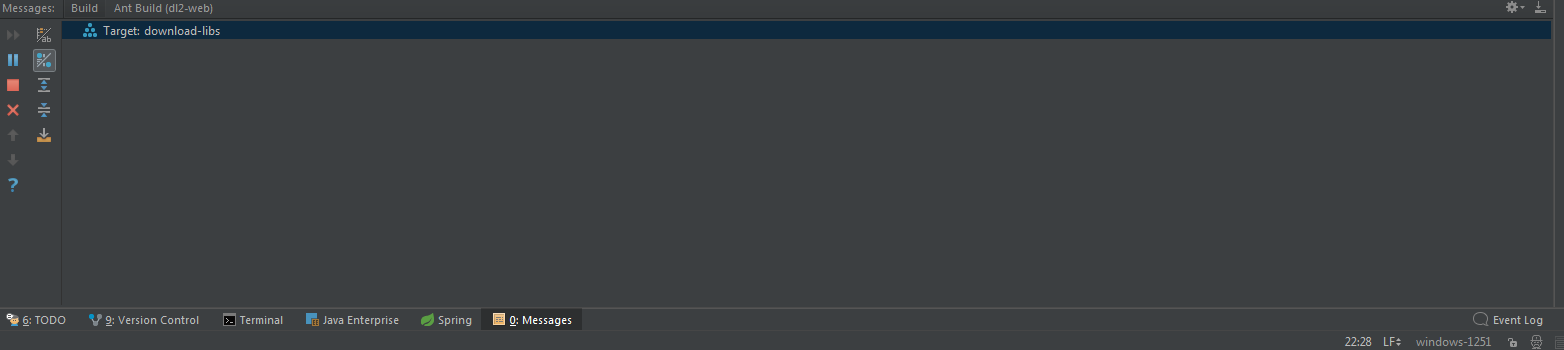 Messages: Build Ant Build (dl2-web)
Target: download-libs
6: TODO 9: Version Control Terminal Java Enterprise Spring 0: Messages Event Log
22:28 LF windows-1251